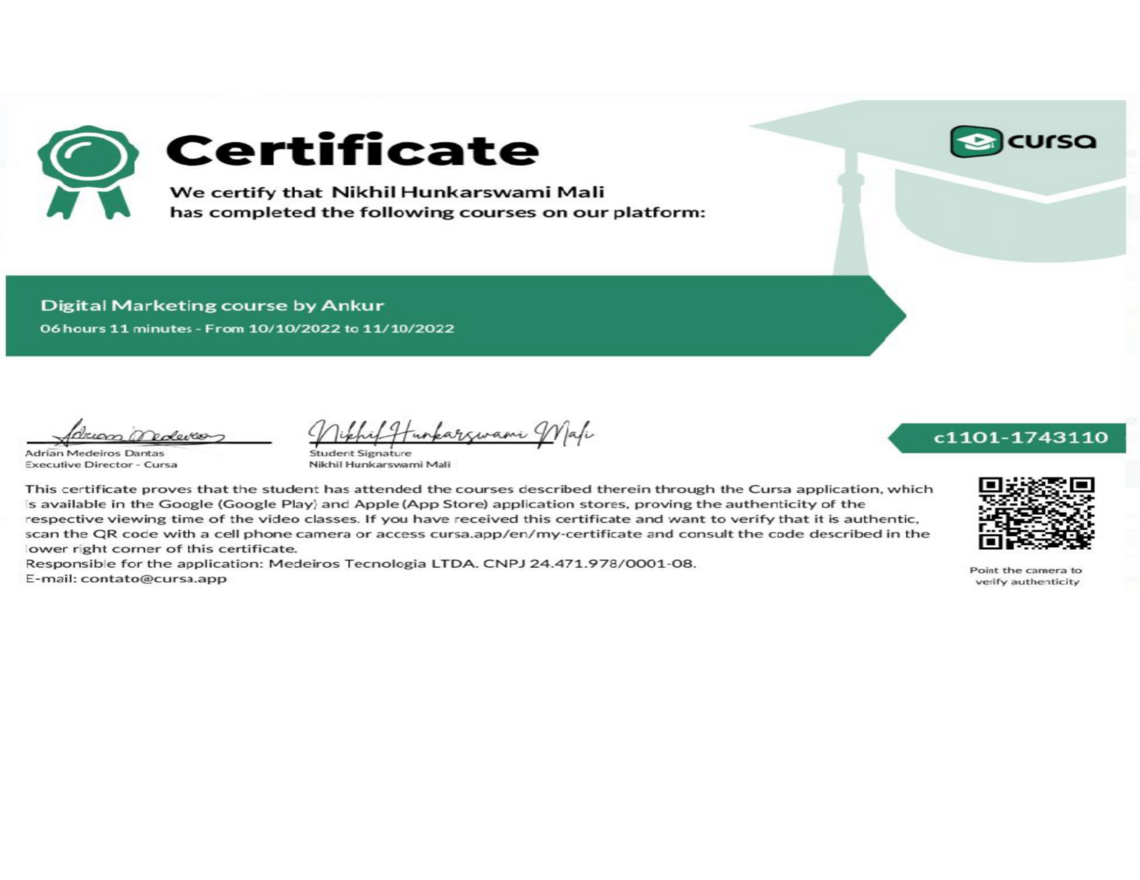 Certificate
cursa
We certify that Nikhil Hunkarswami Mali
has completed the following courses on our platform:
Digital Marketing course by Ankur
06 hours 11 minutes - From 10/10/2022 to 11/10/2022
Adrian Medeiros
Nikhil Hunkarswami Mali
Adrian Medeiros Dantas
Executive Director - Cursa
Student Signature
Nikhil Hunkarswami Mali
c1101-1743110
This certificate proves that the student has attended the courses described therein through the Cursa application, which
is available in the Google (Google Play) and Apple (App Store) application stores, proving the authenticity of the
respective viewing time of the video classes. If you have received this certificate and want to verify that it is authentic,
scan the QR code with a cell phone camera or access cursa.app/en/my-certificate and consult the code described in the
lower right corner of this certificate.
Responsible for the application: Medeiros Tecnologia LTDA. CNPJ 24.471.978/0001-08.
E-mail: contato@cursa.app
Point the camera to
verify authenticity